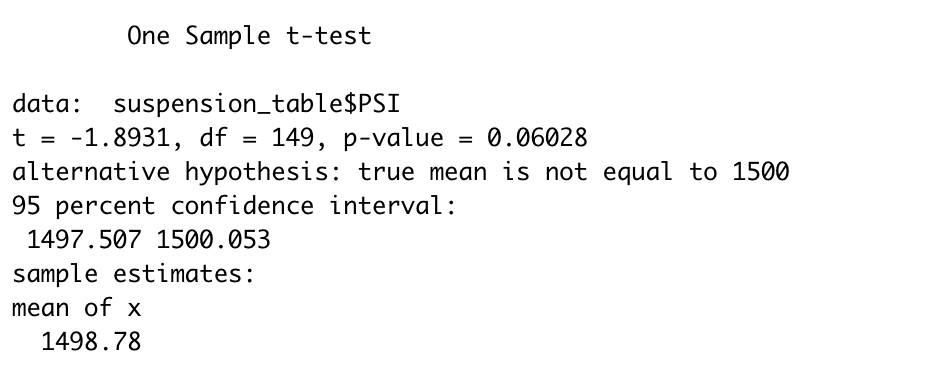 One Sample t-test
data:  suspension_table$PSI
t = -1.8931, df = 149, p-value = 0.06028
alternative hypothesis: true mean is not equal to 1500
95 percent confidence interval:
1497.507 1500.053
sample estimates:
mean of x
1498.78